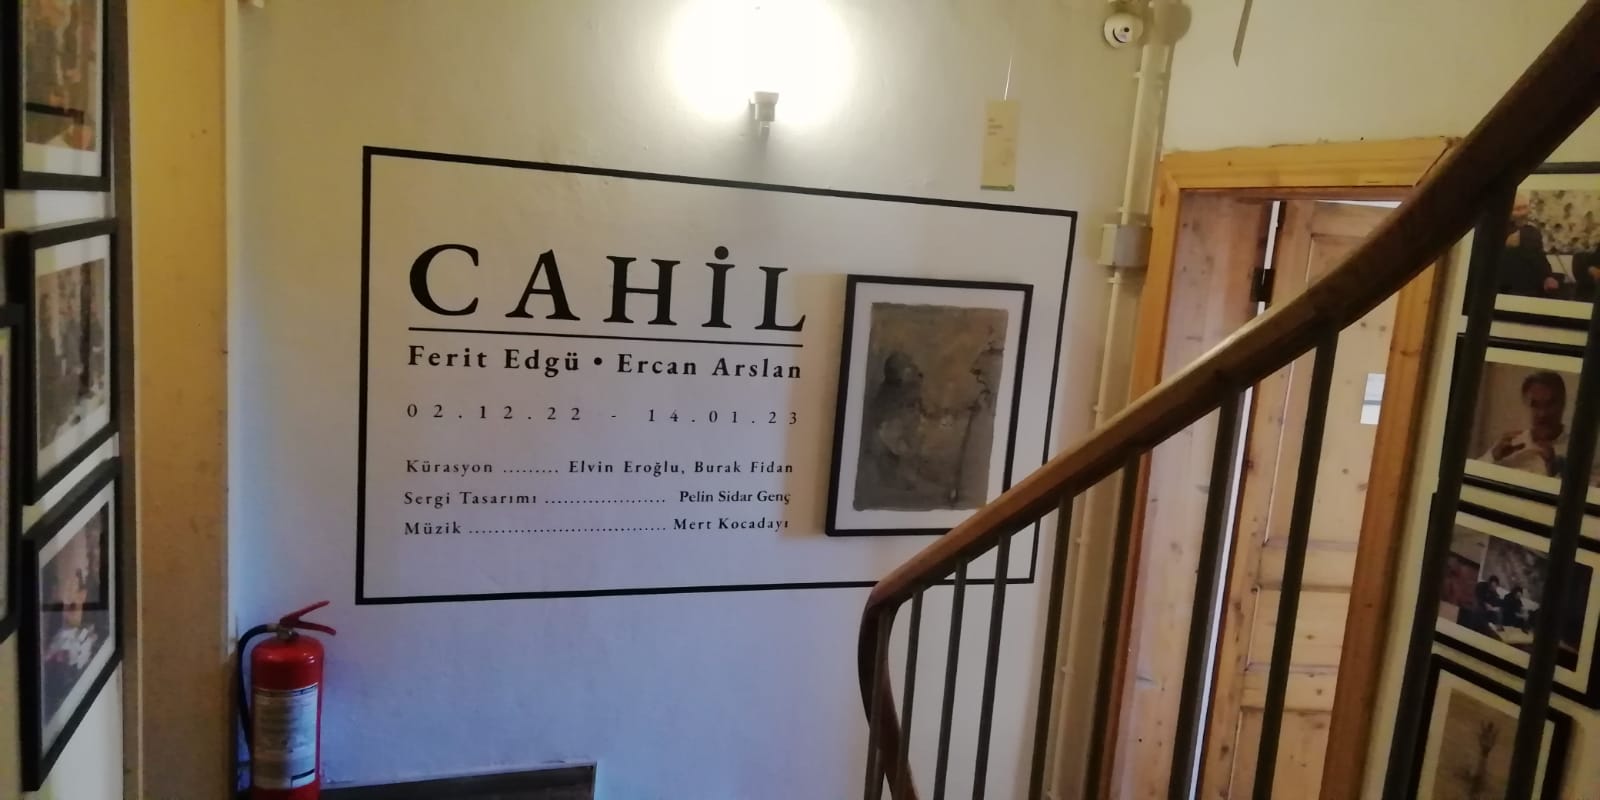 CAHİL
Ferit Edgü • Ercan Arslan
02.12.22 - 14.01.23
Kürasyon ......... Elvin Eroğlu, Burak Fidan
Sergi Tasarımı .................... Pelin Sidar Genç
Müzik ................................. Mert Kocadayı